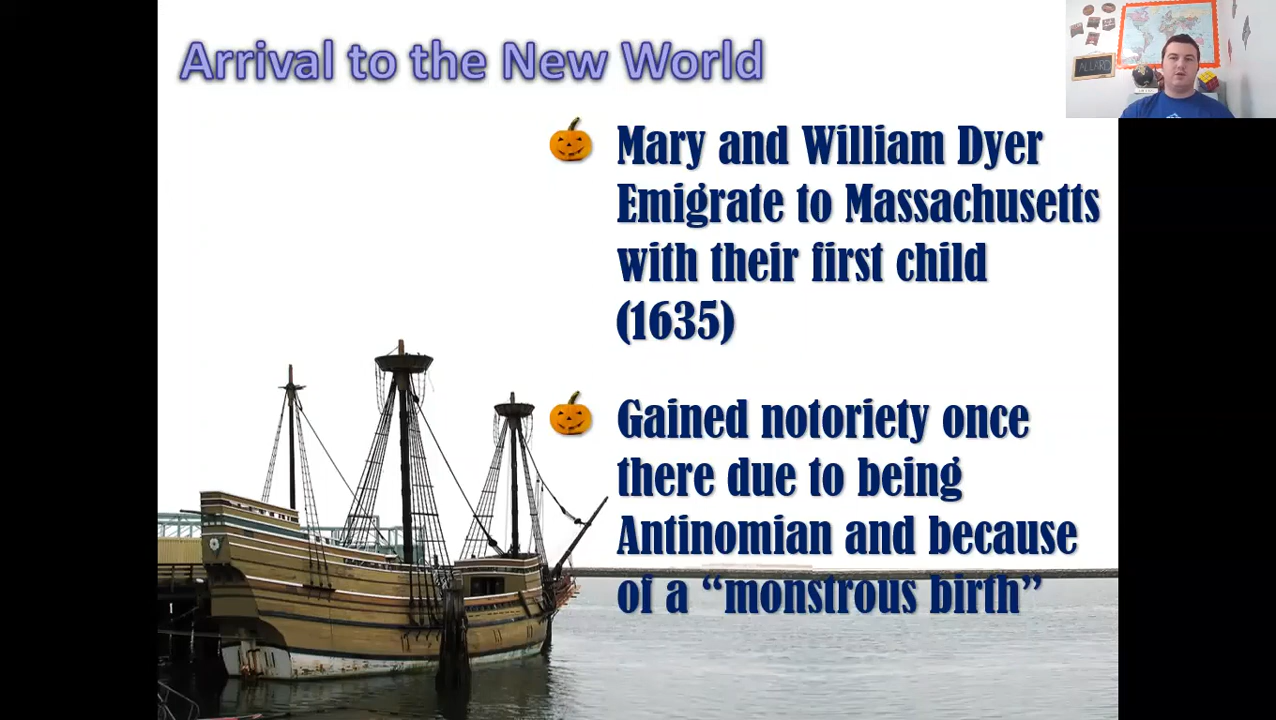 Arrival to the New World
Mary and William Dyer
Emigrate to Massachusetts
with their first child
(1635)
Gained notoriety once
there due to being
Antinomian and because
of a “monstrous birth”
ALLARD